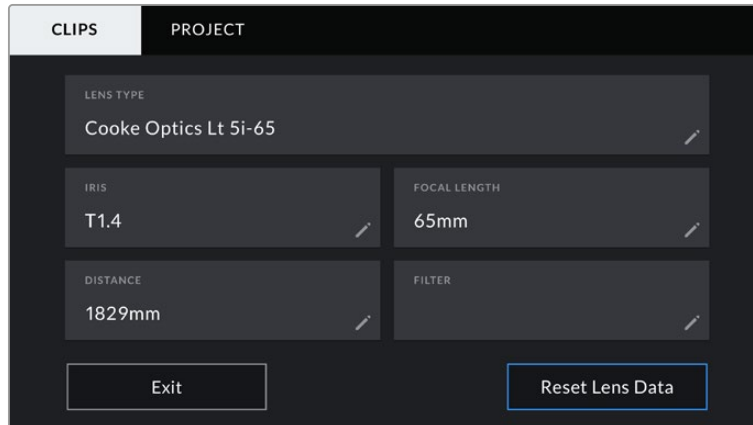 CLIPS
PROJECT
LENS TYPE
Cooke Optics Lt 5i-65
IRIS
T1.4
FOCAL LENGTH
65mm
DISTANCE
1829mm
FILTER
Exit
Reset Lens Data